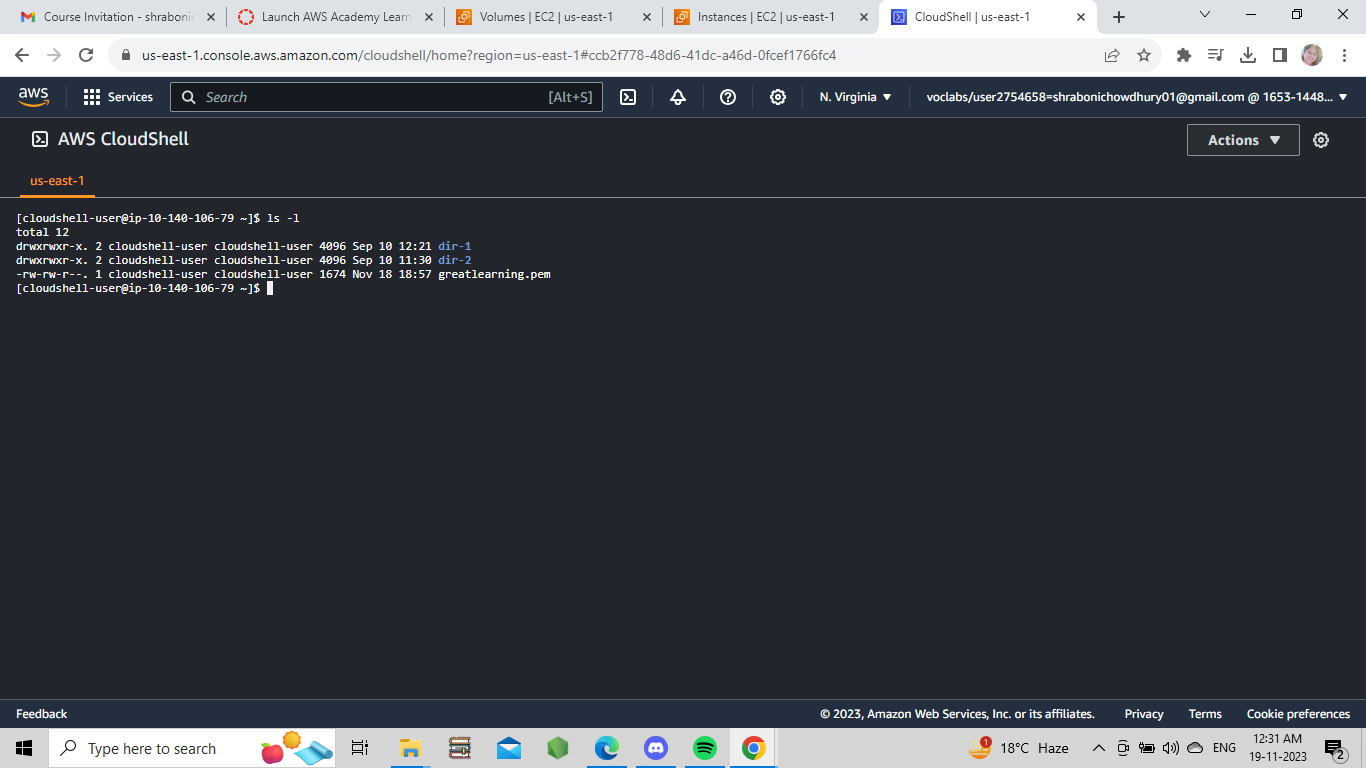 Course Invitation - shraboni
Launch AWS Academy Learn
Volumes | EC2 | us-east-1
Instances | EC2 | us-east-1
CloudShell | us-east-1
us-east-1.console.aws.amazon.com/cloudshell/home?region=us-east-1#ccb2f778-48d6-41dc-a46d-0fcef1766fc4
aws
Services
Search
[Alt+S]
N. Virginia
voclabs/user2754658=shrabonichowdhury01@gmail.com @ 1653-1448...
AWS CloudShell
Actions
us-east-1
[cloudshell-user@ip-10-140-106-79 ~]$ ls -l
total 12
drwxrwxr-x. 2 cloudshell-user cloudshell-user 4096 Sep 10 12:21 dir-1
drwxrwxr-x. 2 cloudshell-user cloudshell-user 4096 Sep 10 11:30 dir-2
-rw-rw-r--. 1 cloudshell-user cloudshell-user 1674 Nov 18 18:57 greatlearning.pem
[cloudshell-user@ip-10-140-106-79 ~]$
Feedback
© 2023, Amazon Web Services, Inc. or its affiliates.
Privacy
Terms
Cookie preferences
Type here to search
1
18°C Haze
ENG
12:31 AM
19-11-2023
2